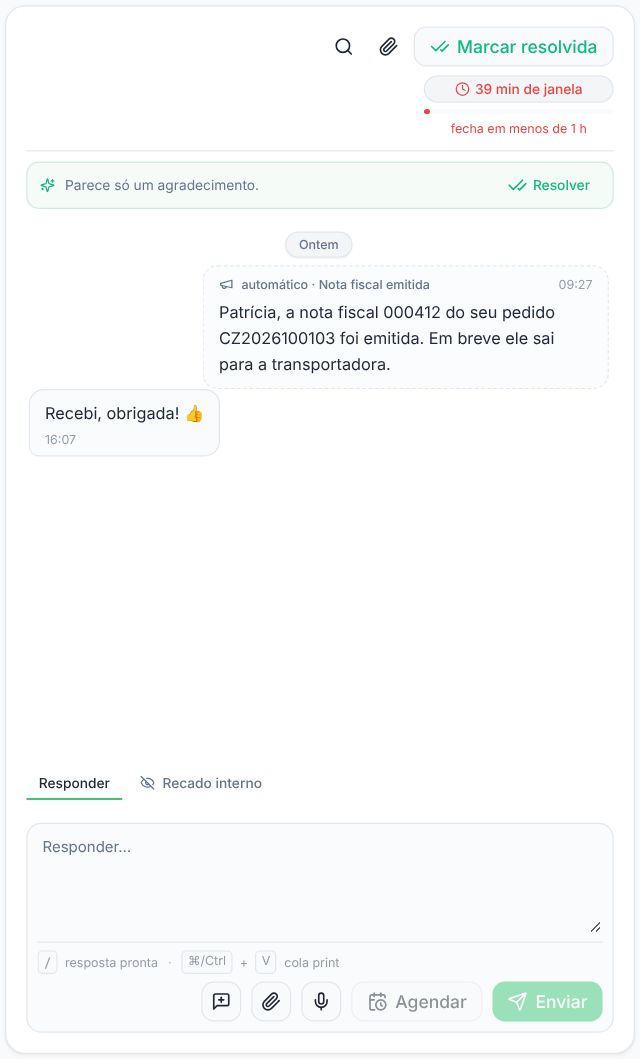 Marcar resolvida
39 min de janela
fecha em menos de 1 h
Parece só um agradecimento.
Resolver
Ontem
automático · Nota fiscal emitida 09:27
Patrícia, a nota fiscal 000412 do seu pedido
CZ2026100103 foi emitida. Em breve ele sai
para a transportadora.
Recebi, obrigada! 👍
16:07
Responder Recado interno
Responder...
/ resposta pronta · ⌘/Ctrl + V cola print
Agendar Enviar